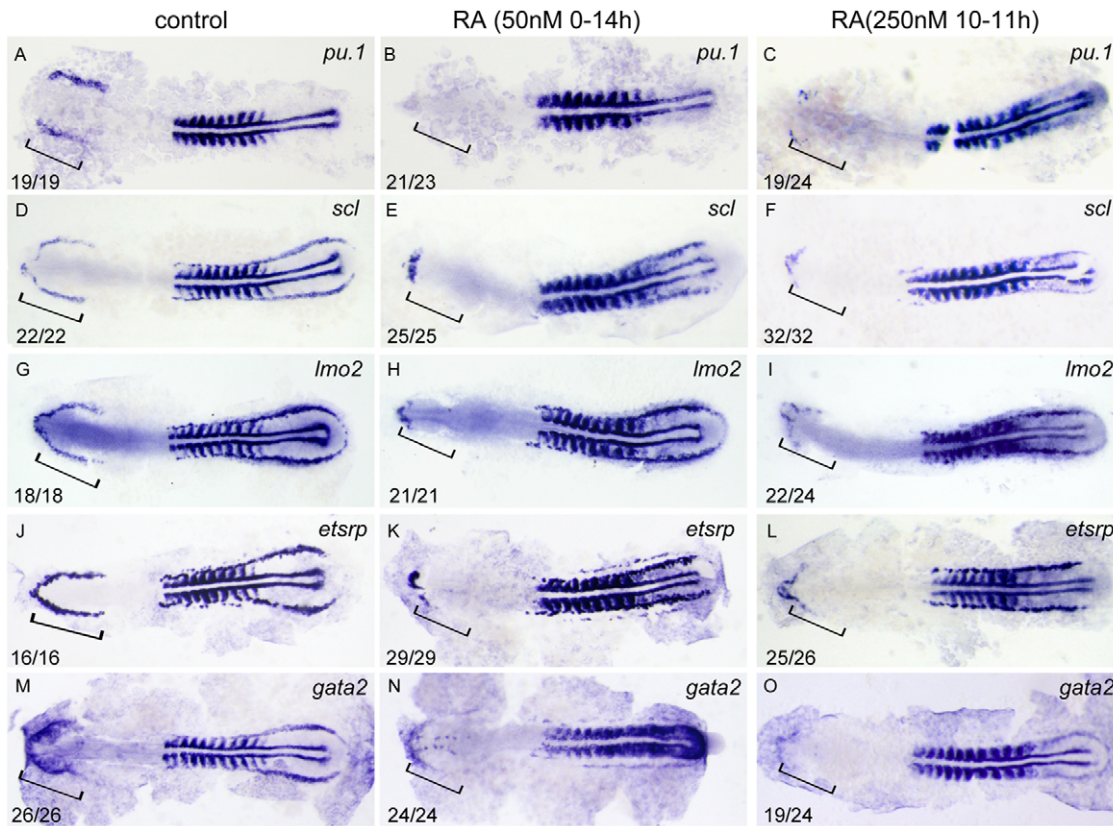 control RA (50nM 0-14h) RA(250nM 10-11h)
A pu.1 B pu.1 C pu.1
19/19 21/23 19/24
D scl E scl F scl
22/22 25/25 32/32
G lmo2 H lmo2 I lmo2
18/18 21/21 22/24
J etsrp K etsrp L etsrp
16/16 29/29 25/26
M gata2 N gata2 O gata2
26/26 24/24 19/24